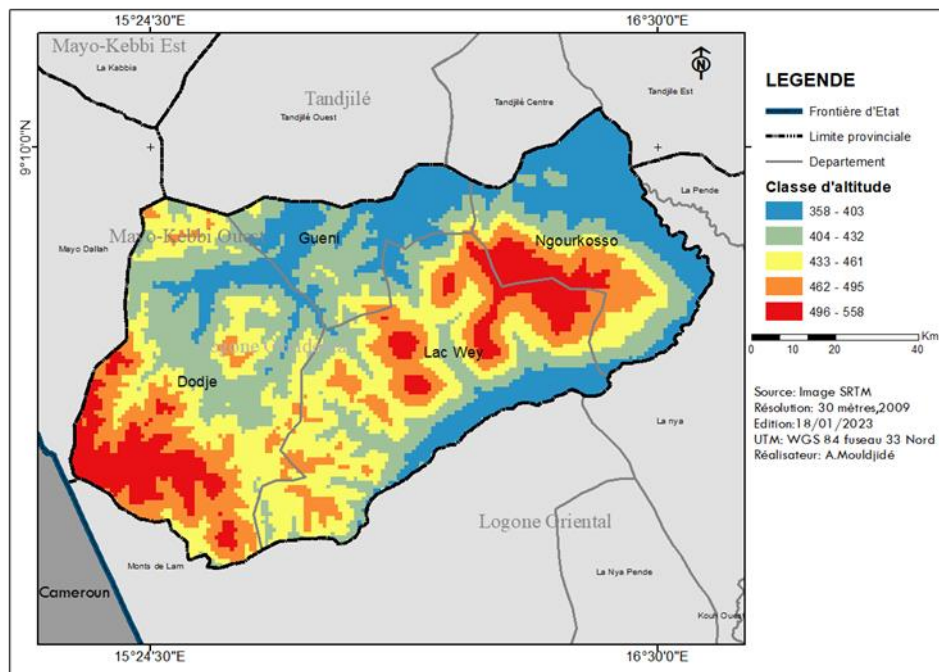 15°24'30"E
16°30'0"E
Mayo-Kebbi Est
La Kabbia
Tandjilé
Tandjilé Ouest
Tandjilé Centre
Tandjile Est
N
9°10'0"N
La Pende
Mayo Dallah
Mayo-Kebbi Ouest
Gueni
Ngourkosso
Lac Wey
Dodje
La nya
Logone Oriental
Monts de Lam
La Nya Pende
Cameroun
15°24'30"E
16°30'0"E
LEGENDE
Frontière d'Etat
Limite provinciale
Departement
Classe d'altitude
358 - 403
404 - 432
433 - 461
462 - 495
496 - 558
Km
0 10 20 40
Source: Image SRTM
Résolution: 30 mètres,2009
Edition:18/01/2023
UTM: WGS 84 fuseau 33 Nord
Réalisateur: A.Mouldjidé